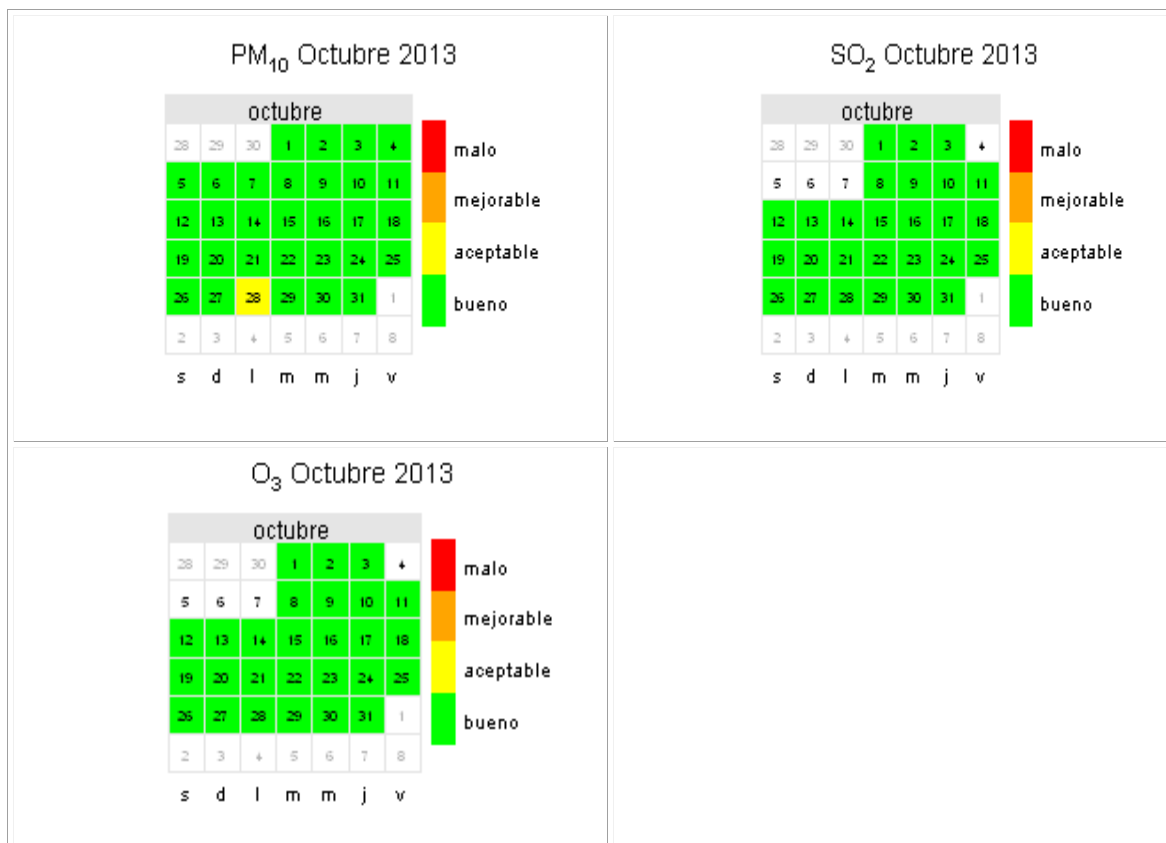 PM10 Octubre 2013
octubre
28 29 30 1 2 3 4
5 6 7 8 9 10 11
12 13 14 15 16 17 18
19 20 21 22 23 24 25
26 27 28 29 30 31 1
2 3 4 5 6 7 8
s d l m m j v
malo
mejorable
aceptable
bueno
SO2 Octubre 2013
octubre
28 29 30 1 2 3 4
5 6 7 8 9 10 11
12 13 14 15 16 17 18
19 20 21 22 23 24 25
26 27 28 29 30 31 1
2 3 4 5 6 7 8
s d l m m j v
malo
mejorable
aceptable
bueno
O3 Octubre 2013
octubre
28 29 30 1 2 3 4
5 6 7 8 9 10 11
12 13 14 15 16 17 18
19 20 21 22 23 24 25
26 27 28 29 30 31 1
2 3 4 5 6 7 8
s d l m m j v
malo
mejorable
aceptable
bueno